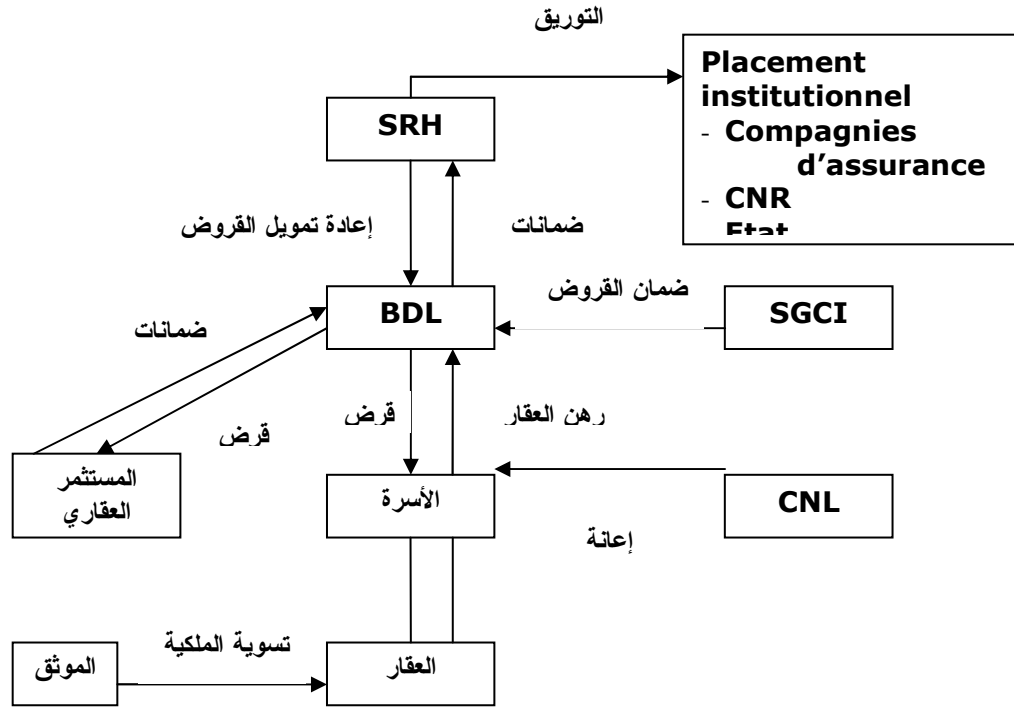 التوريق
Placement
institutionnel
- Compagnies
d’assurance
- CNR
Etat
SRH
إعادة تمويل القروض
ضمانات
BDL
ضمان القروض
SGCI
ضمانات
قرض
قرض
رهن العقار
المستثمر
العقاري
الأسرة
CNL
إعانة
الموثق
تسوية الملكية
العقار